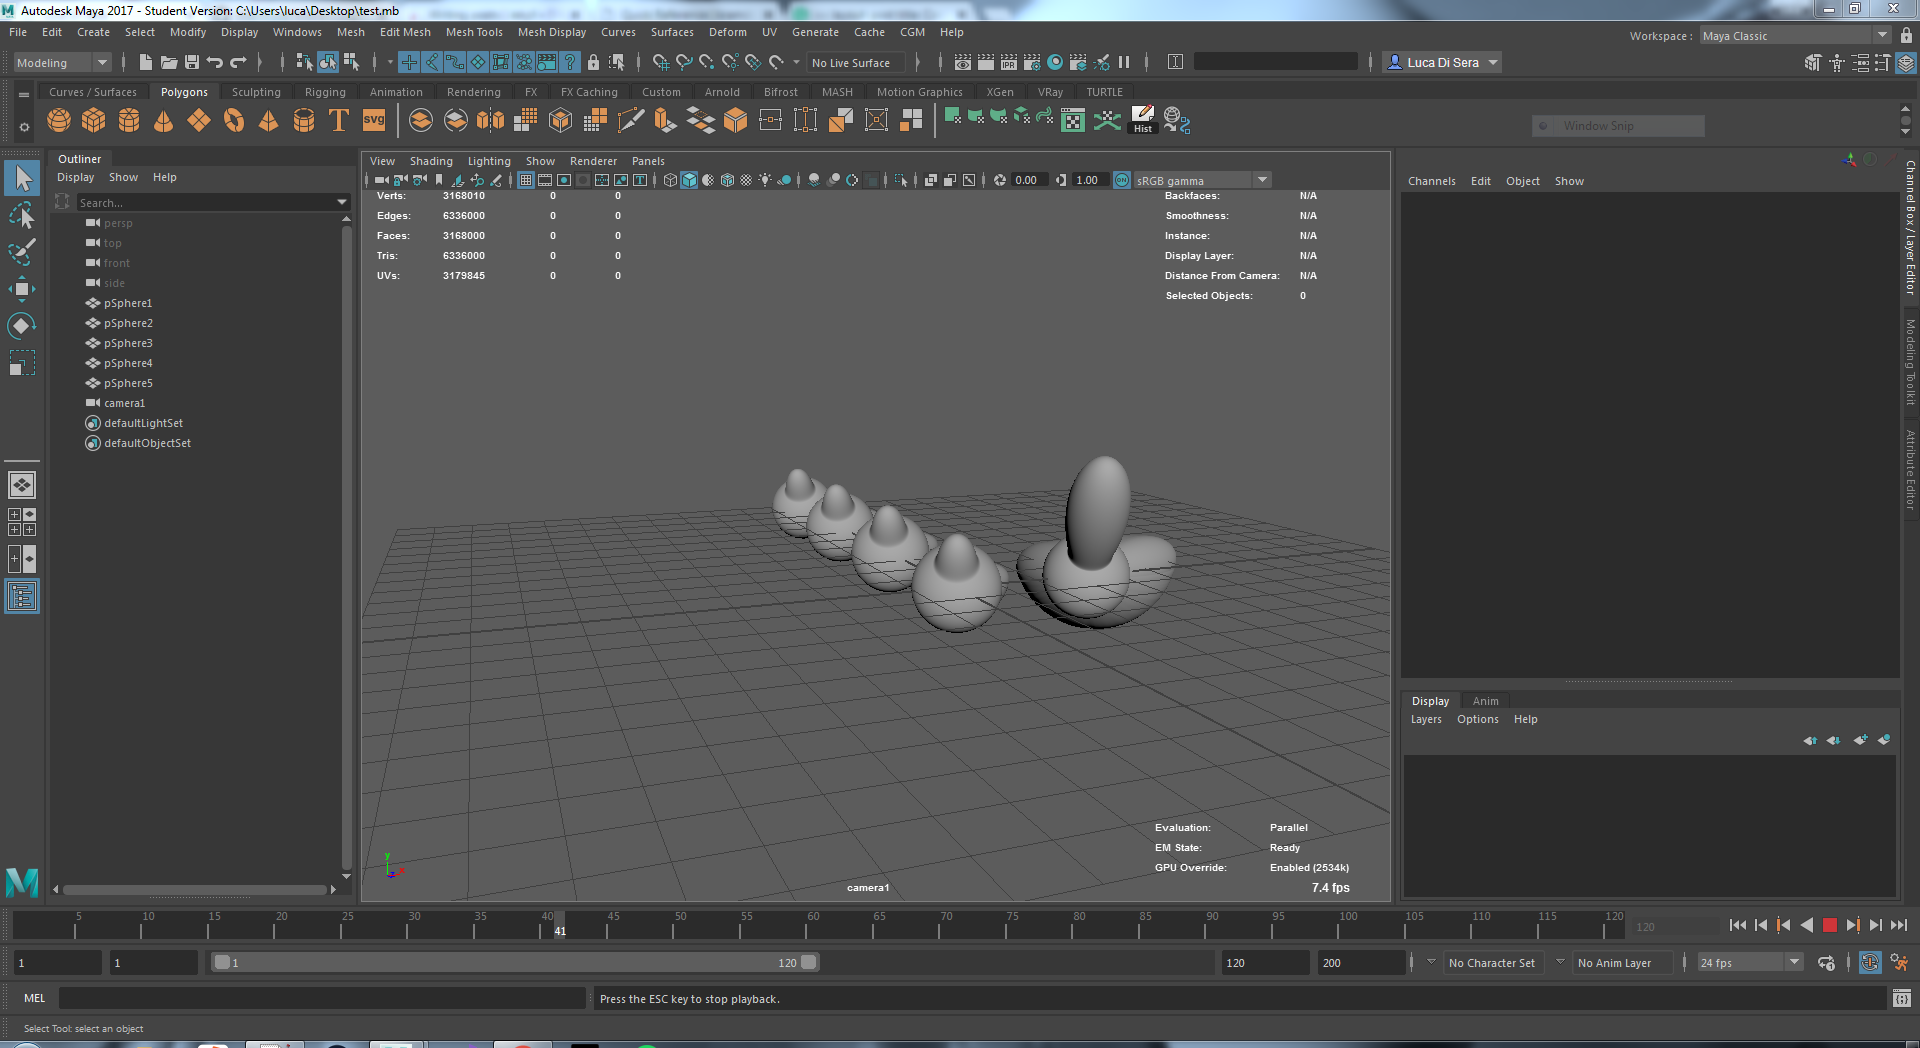 Autodesk Maya 2017 - Student Version: C:\Users\luca\Desktop\test.mb
File Edit Create Select Modify Display Windows Mesh Edit Mesh Mesh Tools Mesh Display Curves Surfaces Deform UV Generate Cache CGM Help
Workspace : Maya Classic
Modeling No Live Surface IPR Luca Di Sera
Curves / Surfaces Polygons Sculpting Rigging Animation Rendering FX FX Caching Custom Arnold Bifrost MASH Motion Graphics XGen VRay TURTLE
T SVG Hist
Window Snip
Outliner
Display Show Help
Search...
persp
top
front
side
pSphere1
pSphere2
pSphere3
pSphere4
pSphere5
camera1
defaultLightSet
defaultObjectSet
View Shading Lighting Show Renderer Panels
0.00 1.00 ON sRGB gamma
Verts: 3168010 0 0
Edges: 6336000 0 0
Faces: 3168000 0 0
Tris: 6336000 0 0
UVs: 3179845 0 0
Backfaces: N/A
Smoothness: N/A
Instance: N/A
Display Layer: N/A
Distance From Camera: N/A
Selected Objects: 0
Evaluation: Parallel
EM State: Ready
GPU Override: Enabled (2534k)
7.4 fps
camera1
y
Channels Edit Object Show
Channel Box / Layer Editor
Modeling Toolkit
Attribute Editor
Display Anim
Layers Options Help
5 10 15 20 25 30 35 40 45 50 55 60 65 70 75 80 85 90 95 100 105 110 115 120
41
120
1 1 1 120 120 200 No Character Set No Anim Layer 24 fps
MEL Press the ESC key to stop playback.
Select Tool: select an object